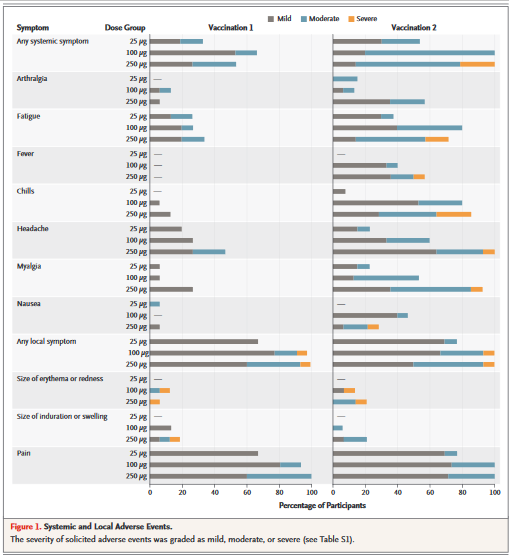 Mild Moderate Severe
Symptom Dose Group Vaccination 1 Vaccination 2
Any systemic symptom 25 µg
100 µg
250 µg
Arthralgia 25 µg —
100 µg
250 µg
Fatigue 25 µg
100 µg
250 µg
Fever 25 µg — —
100 µg —
250 µg —
Chills 25 µg —
100 µg
250 µg
Headache 25 µg
100 µg
250 µg
Myalgia 25 µg
100 µg
250 µg
Nausea 25 µg —
100 µg —
250 µg
Any local symptom 25 µg
100 µg
250 µg
Size of erythema or redness 25 µg — —
100 µg
250 µg
Size of induration or swelling 25 µg — —
100 µg
250 µg
Pain 25 µg
100 µg
250 µg
0 20 40 60 80 100 0 20 40 60 80 100
Percentage of Participants
Figure 1. Systemic and Local Adverse Events.
The severity of solicited adverse events was graded as mild, moderate, or severe (see Table S1).